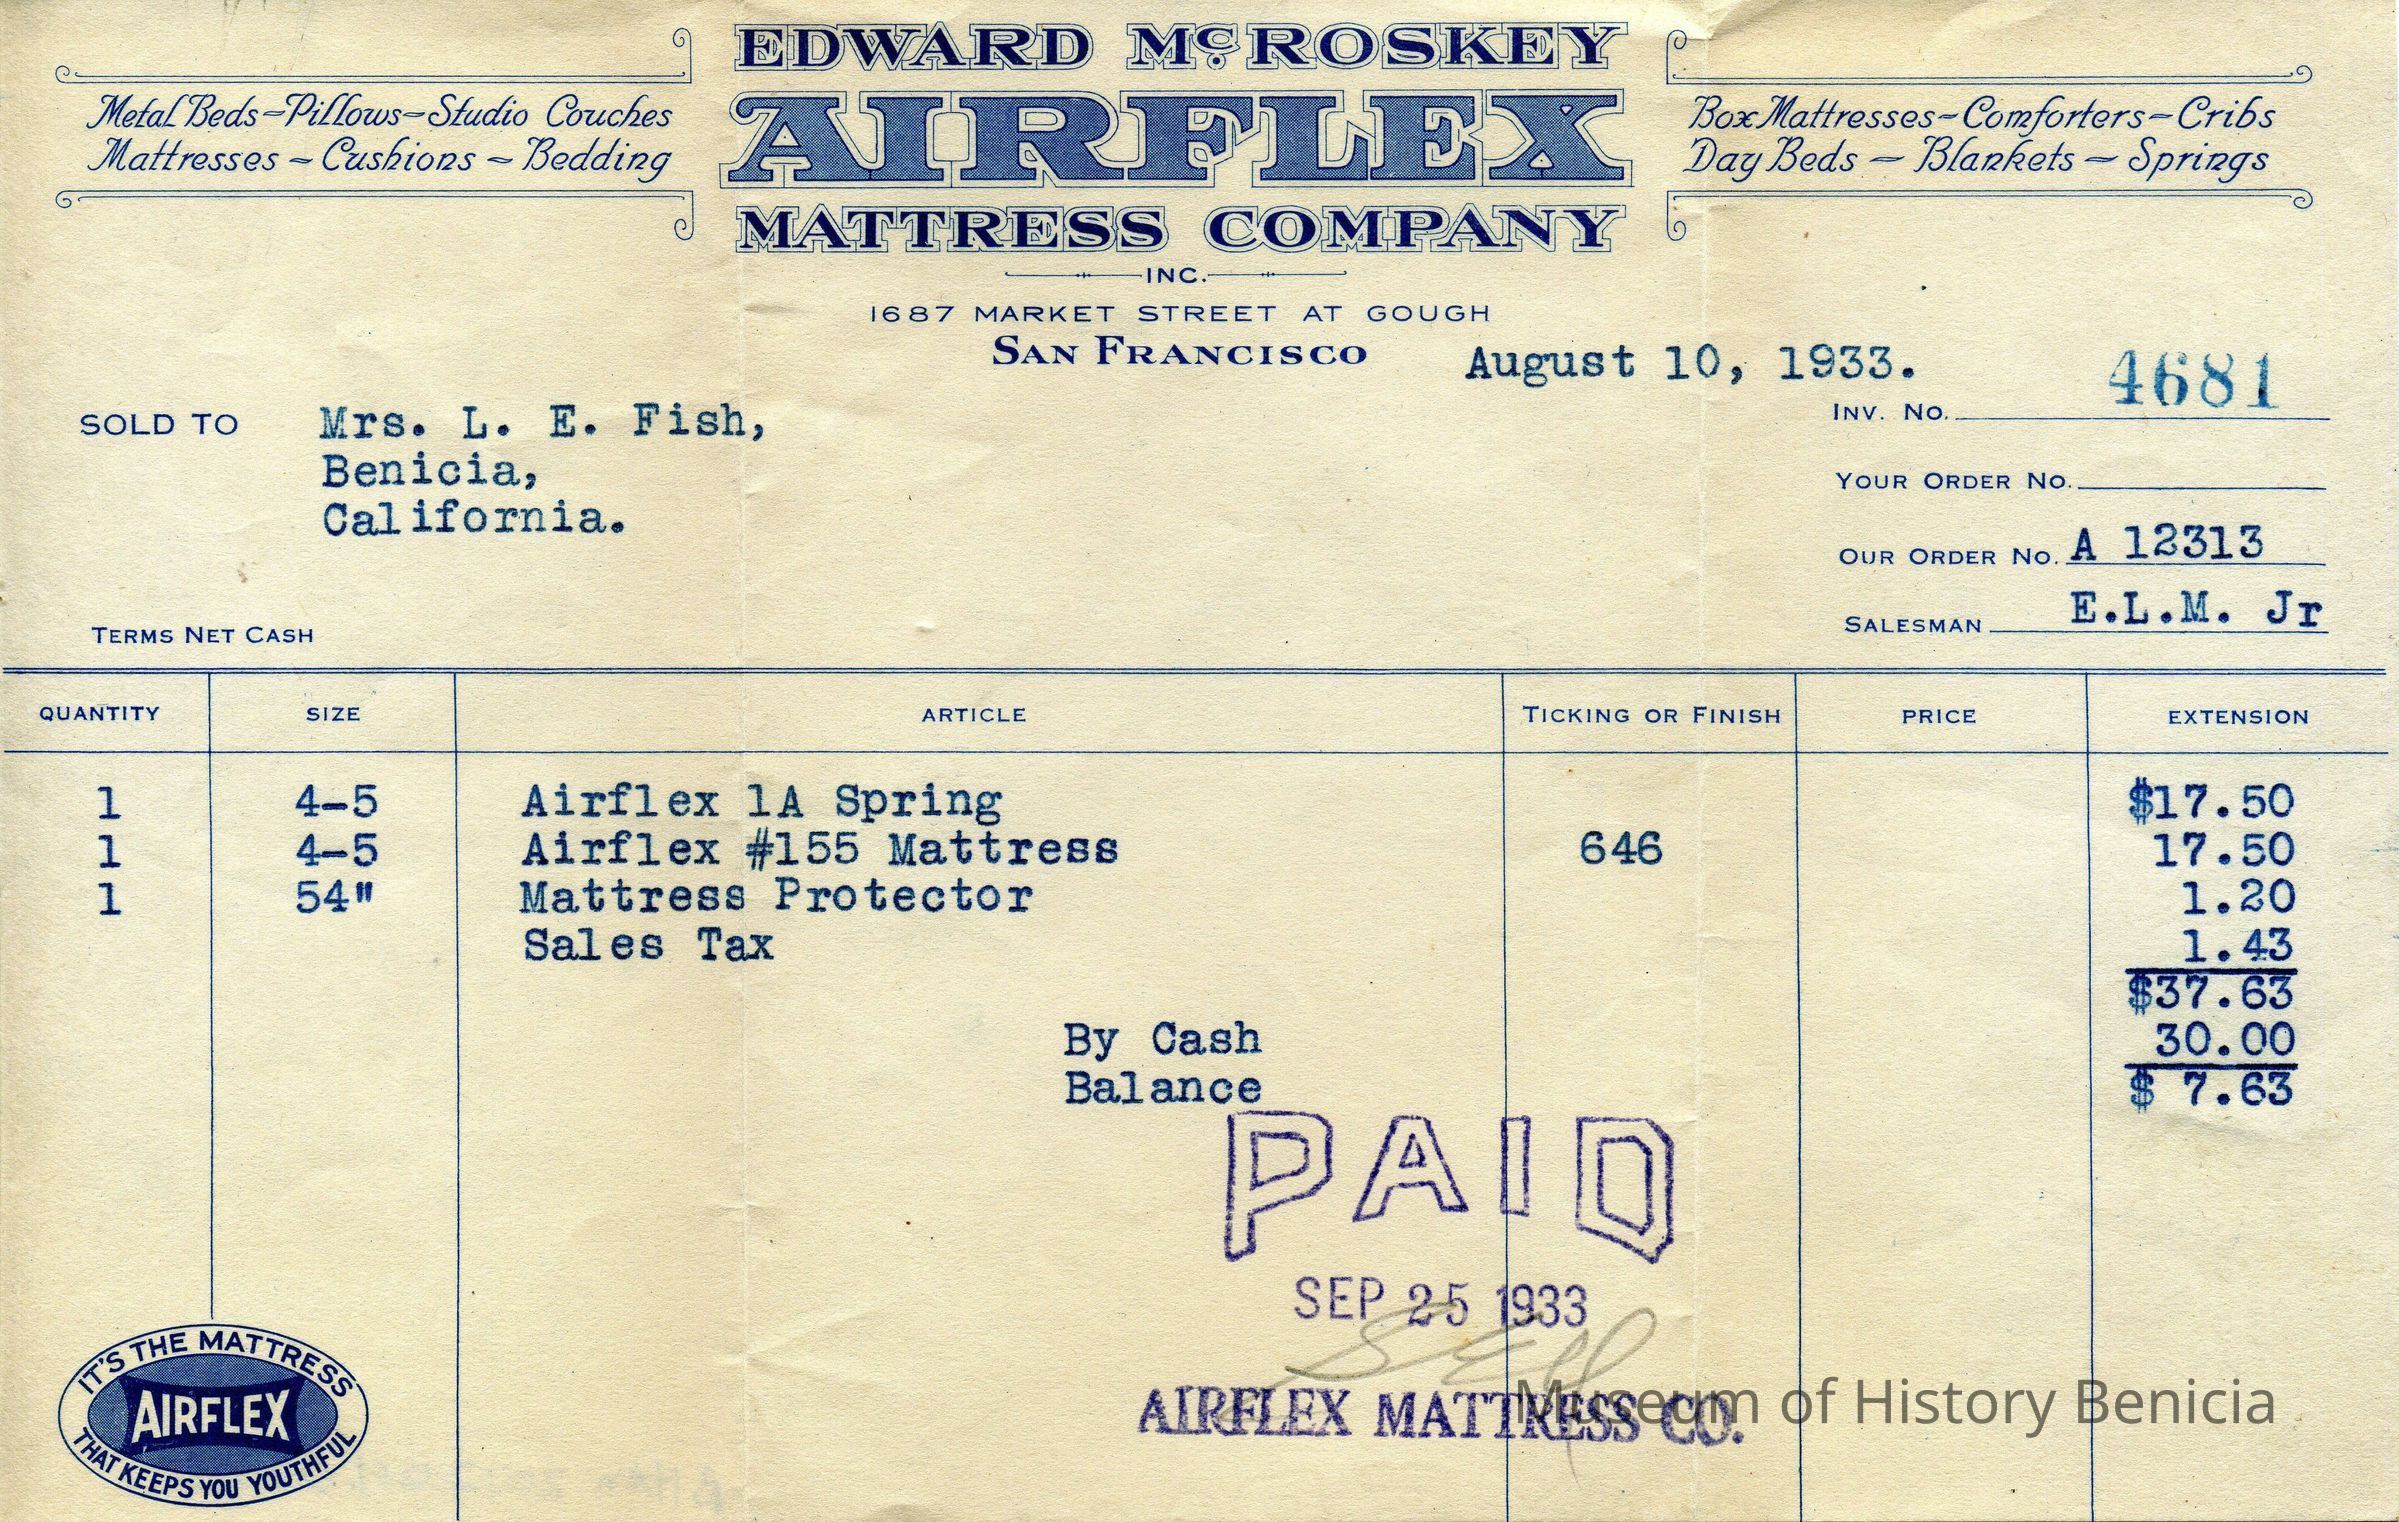 EDWARD McROSKEY
AIRFLEX
MATTRESS COMPANY
INC.
1687 MARKET STREET AT GOUGH
SAN FRANCISCO
Metal Beds-Pillows-Studio Couches
Mattresses - Cushions - Bedding
Box Mattresses-Comforters-Cribs
Day Beds - Blankets - Springs
August 10, 1933.
INV. NO. 4681
SOLD TO Mrs. L. E. Fish,
Benicia,
California.
YOUR ORDER NO.
OUR ORDER NO. A 12313
SALESMAN E.L.M. Jr
TERMS NET CASH
QUANTITY SIZE ARTICLE TICKING OR FINISH PRICE EXTENSION
1 4-5 Airflex 1A Spring $17.50
1 4-5 Airflex #155 Mattress 646 17.50
1 54" Mattress Protector 1.20
Sales Tax 1.43
$37.63
By Cash 30.00
Balance $ 7.63
PAID
SEP 25 1933
AIRFLEX MATTRESS CO.
IT'S THE MATTRESS
AIRFLEX
THAT KEEPS YOU YOUTHFUL
Museum of History Benicia